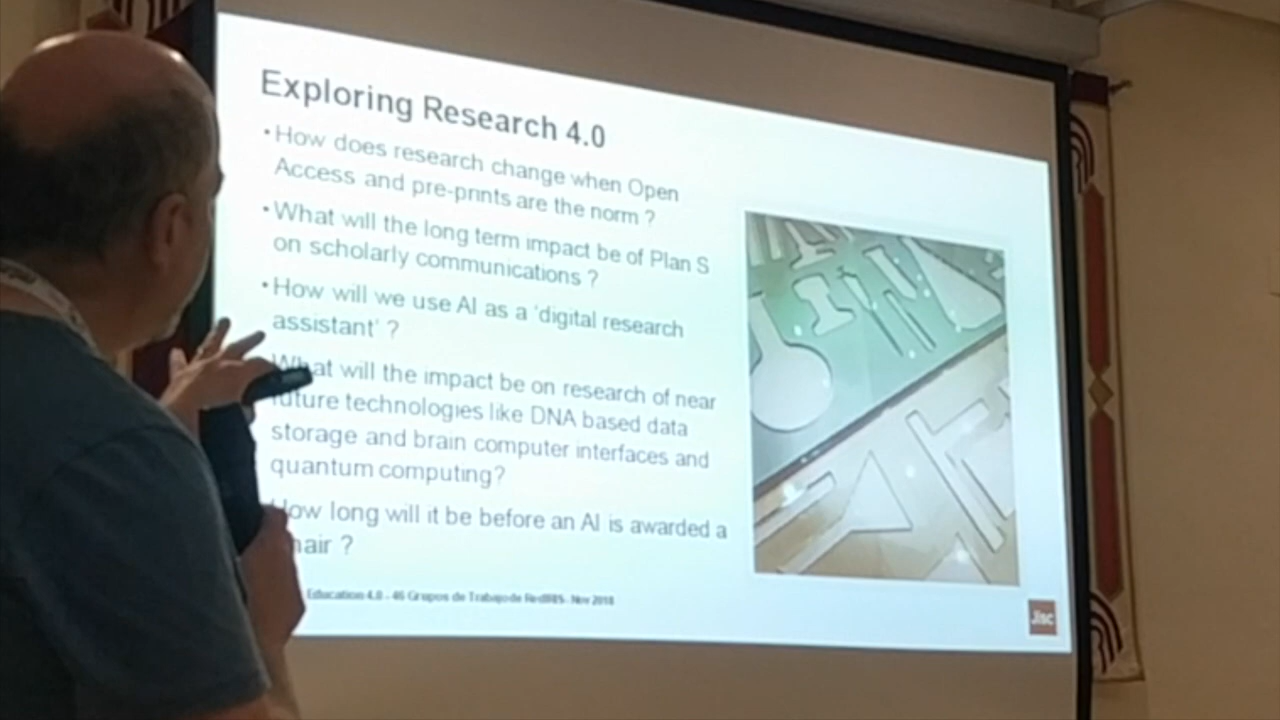 Exploring Research 4.0
• How does research change when Open
Access and pre-prints are the norm ?
• What will the long term impact be of Plan S
on scholarly communications ?
• How will we use AI as a 'digital research
assistant' ?
What will the impact be on research of near
future technologies like DNA based data
storage and brain computer interfaces and
quantum computing?
How long will it be before an AI is awarded a
hair ?
Education 4.0 - 46 Grupos de Trabajo de RedIRIS - Nov 2018
Jisc